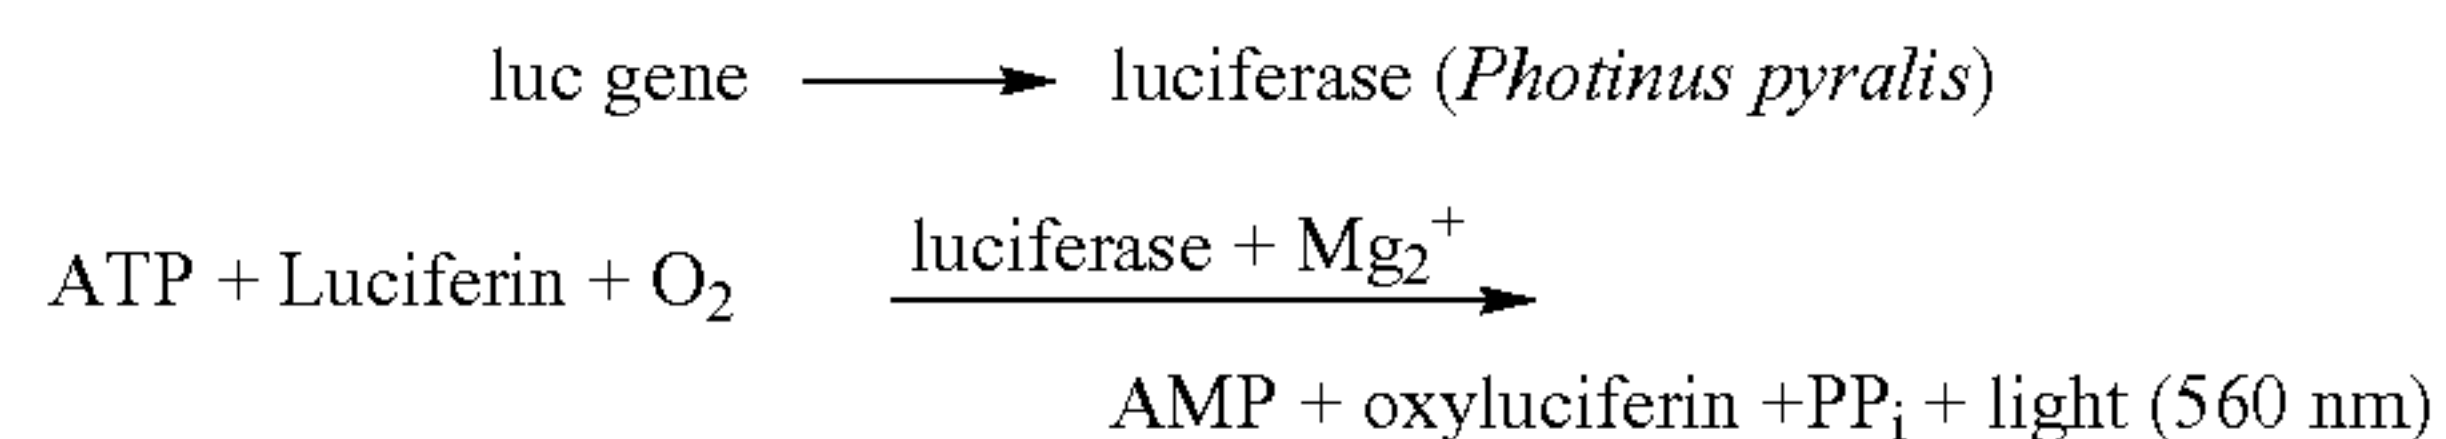 luc gene ⟶ luciferase (Photinus pyralis)
luciferase + Mg₂⁺
ATP + Luciferin + O₂ ⟶
AMP + oxyluciferin +PPᵢ + light (560 nm)